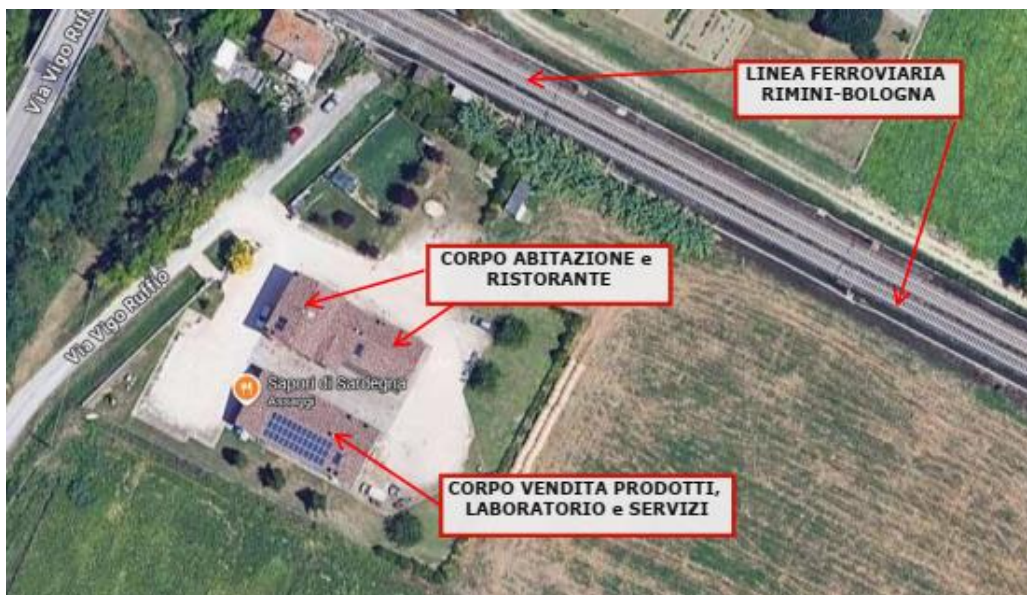 Via Vigo Ruffio
LINEA FERROVIARIA
RIMINI-BOLOGNA
CORPO ABITAZIONE e
RISTORANTE
Via Vigo Ruffio
Sapori di Sardegna
Assaggi
CORPO VENDITA PRODOTTI,
LABORATORIO e SERVIZI